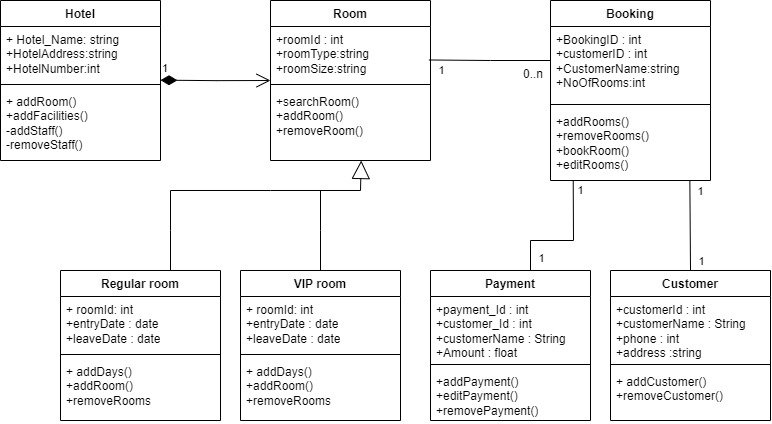 Hotel
+ Hotel_Name: string
+HotelAddress:string
+HotelNumber:int
+ addRoom()
+addFacilities()
-addStaff()
-removeStaff()
1
Room
+roomId : int
+roomType:string
+roomSize:string
+searchRoom()
+addRoom()
+removeRoom()
1
0..n
Booking
+BookingID : int
+customerID : int
+CustomerName:string
+NoOfRooms:int
+addRooms()
+removeRooms()
+bookRoom()
+editRooms()
1
1
1
1
Regular room
+ roomId: int
+entryDate : date
+leaveDate : date
+ addDays()
+addRoom()
+removeRooms
VIP room
+ roomId: int
+entryDate : date
+leaveDate : date
+ addDays()
+addRoom()
+removeRooms
Payment
+payment_Id : int
+customer_Id : int
+customerName : String
+Amount : float
+addPayment()
+editPayment()
+removePayment()
Customer
+customerId : int
+customerName : String
+phone : int
+address :string
+ addCustomer()
+removeCustomer()